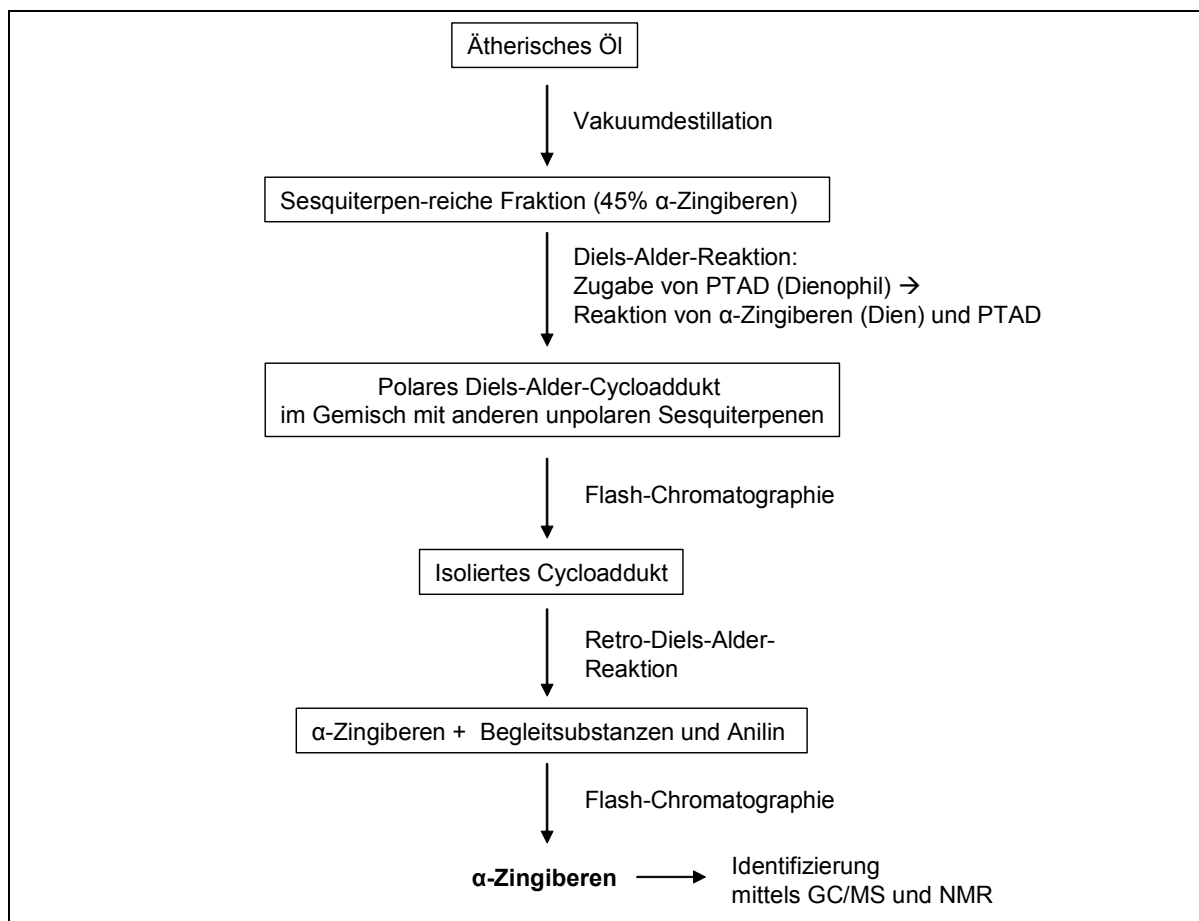 Ätherisches Öl
Vakuumdestillation
Sesquiterpen-reiche Fraktion (45% α-Zingiberen)
Diels-Alder-Reaktion:
Zugabe von PTAD (Dienophil) →
Reaktion von α-Zingiberen (Dien) und PTAD
Polares Diels-Alder-Cycloaddukt
im Gemisch mit anderen unpolaren Sesquiterpenen
Flash-Chromatographie
Isoliertes Cycloaddukt
Retro-Diels-Alder-
Reaktion
α-Zingiberen + Begleitsubstanzen und Anilin
Flash-Chromatographie
α-Zingiberen
Identifizierung
mittels GC/MS und NMR